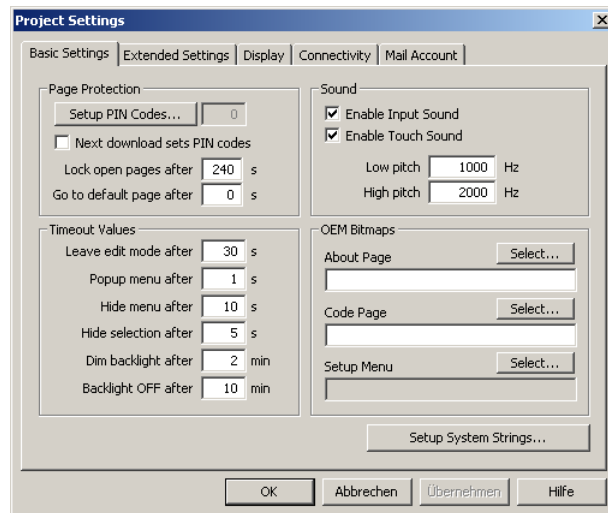 Project Settings
Basic Settings Extended Settings Display Connectivity Mail Account
Page Protection
Setup PIN Codes... 0
Next download sets PIN codes
Lock open pages after 240 s
Go to default page after 0 s
Sound
Enable Input Sound
Enable Touch Sound
Low pitch 1000 Hz
High pitch 2000 Hz
Timeout Values
Leave edit mode after 30 s
Popup menu after 1 s
Hide menu after 10 s
Hide selection after 5 s
Dim backlight after 2 min
Backlight OFF after 10 min
OEM Bitmaps
About Page Select...
Code Page Select...
Setup Menu Select...
Setup System Strings...
OK Abbrechen Übernehmen Hilfe